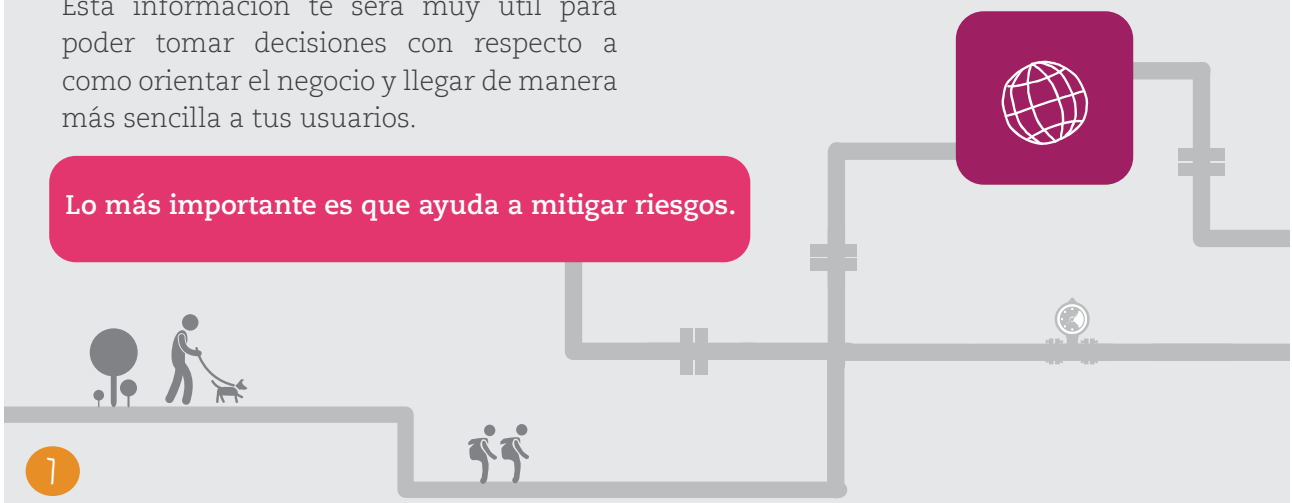 Esta información te será muy útil para
poder tomar decisiones con respecto a
como orientar el negocio y llegar de manera
más sencilla a tus usuarios.
Lo más importante es que ayuda a mitigar riesgos.
1